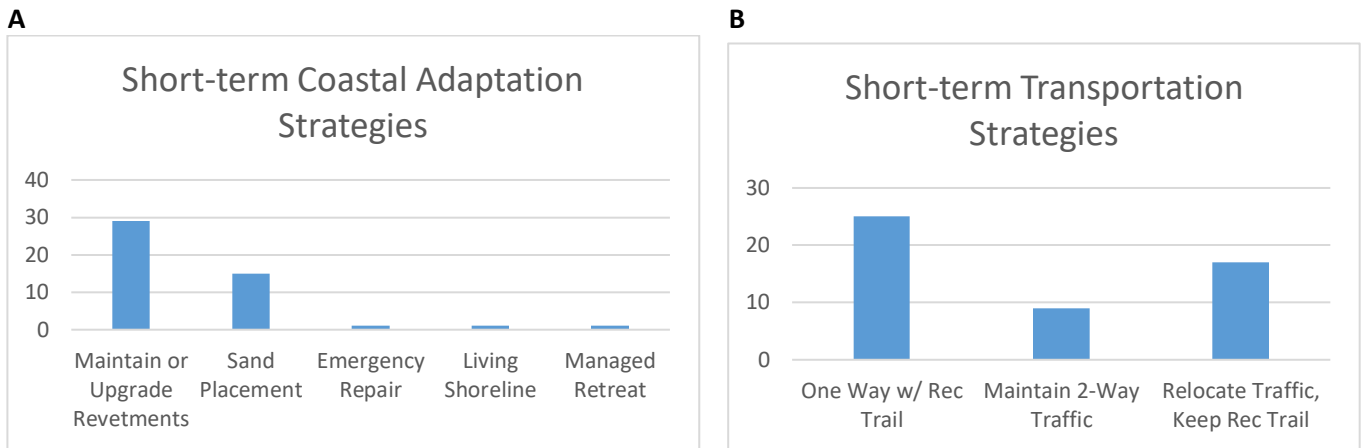 A
Short-term Coastal Adaptation
Strategies
40
30
20
10
0
Maintain or
Upgrade
Revetments
Sand
Placement
Emergency
Repair
Living
Shoreline
Managed
Retreat
B
Short-term Transportation
Strategies
30
20
10
0
One Way w/ Rec
Trail
Maintain 2-Way
Traffic
Relocate Traffic,
Keep Rec Trail